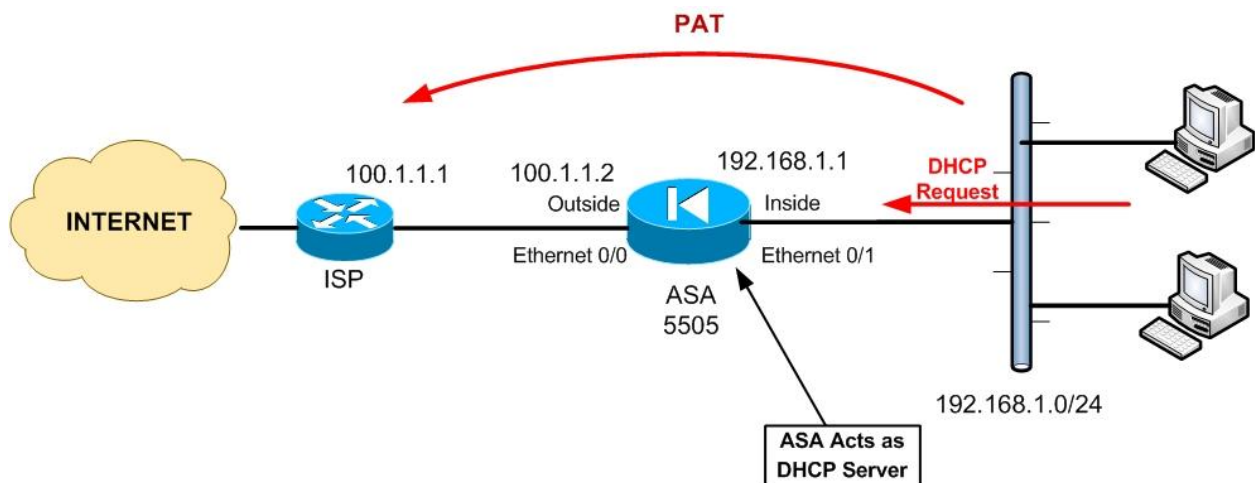 PAT
INTERNET
100.1.1.1
ISP
100.1.1.2
Outside
Ethernet 0/0
192.168.1.1
Inside
Ethernet 0/1
ASA
5505
DHCP
Request
192.168.1.0/24
ASA Acts as
DHCP Server